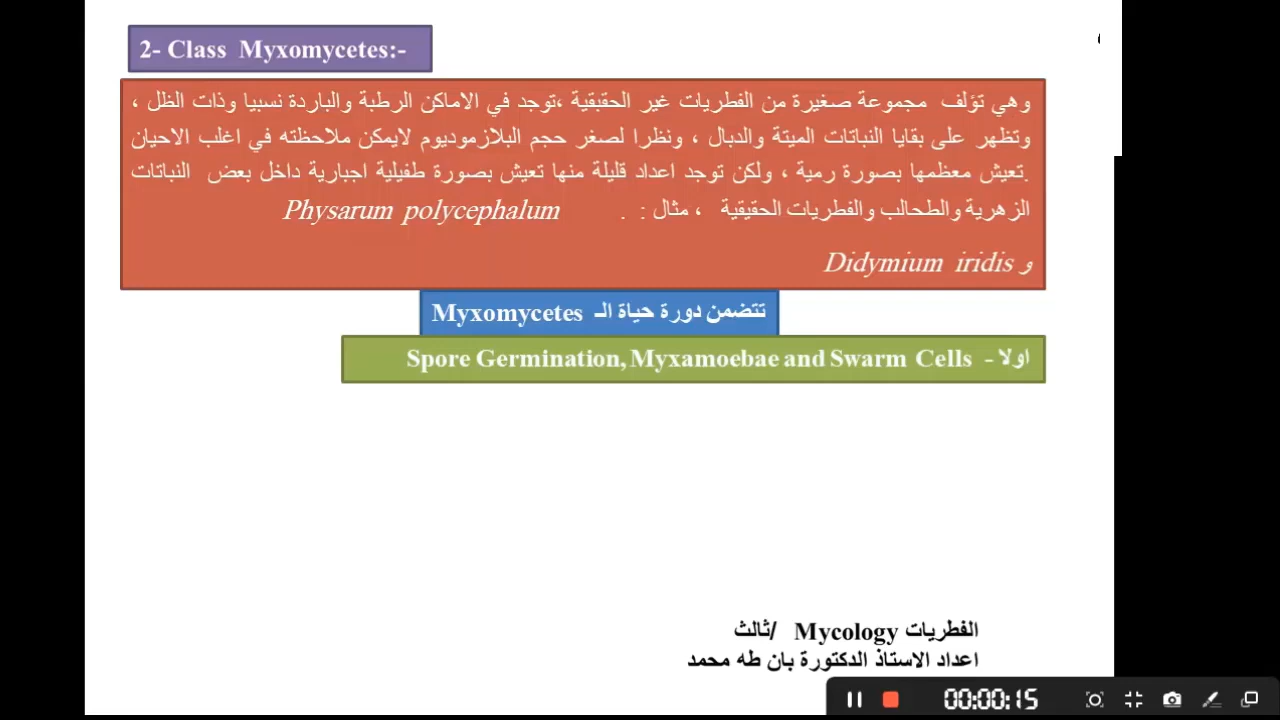 2- Class Myxomycetes:-
وهي تؤلف مجموعة صغيرة من الفطريات غير الحقيقية ،توجد في الاماكن الرطبة والباردة نسبيا وذات الظل ،
وتظهر على بقايا النباتات الميتة والدبال ، ونظرا لصغر حجم البلازموديوم لايمكن ملاحظته في اغلب الاحيان
.تعيش معظمها بصورة رمية ، ولكن توجد اعداد قليلة منها تعيش بصورة طفيلية اجبارية داخل بعض النباتات
الزهرية والطحالب والفطريات الحقيقية ، مثال : . Physarum polycephalum
و Didymium iridis
تتضمن دورة حياة الـ Myxomycetes
اولا - Spore Germination, Myxamoebae and Swarm Cells
الفطريات Mycology /ثالث
اعداد الاستاذ الدكتورة بان طه محمد
00:00:15